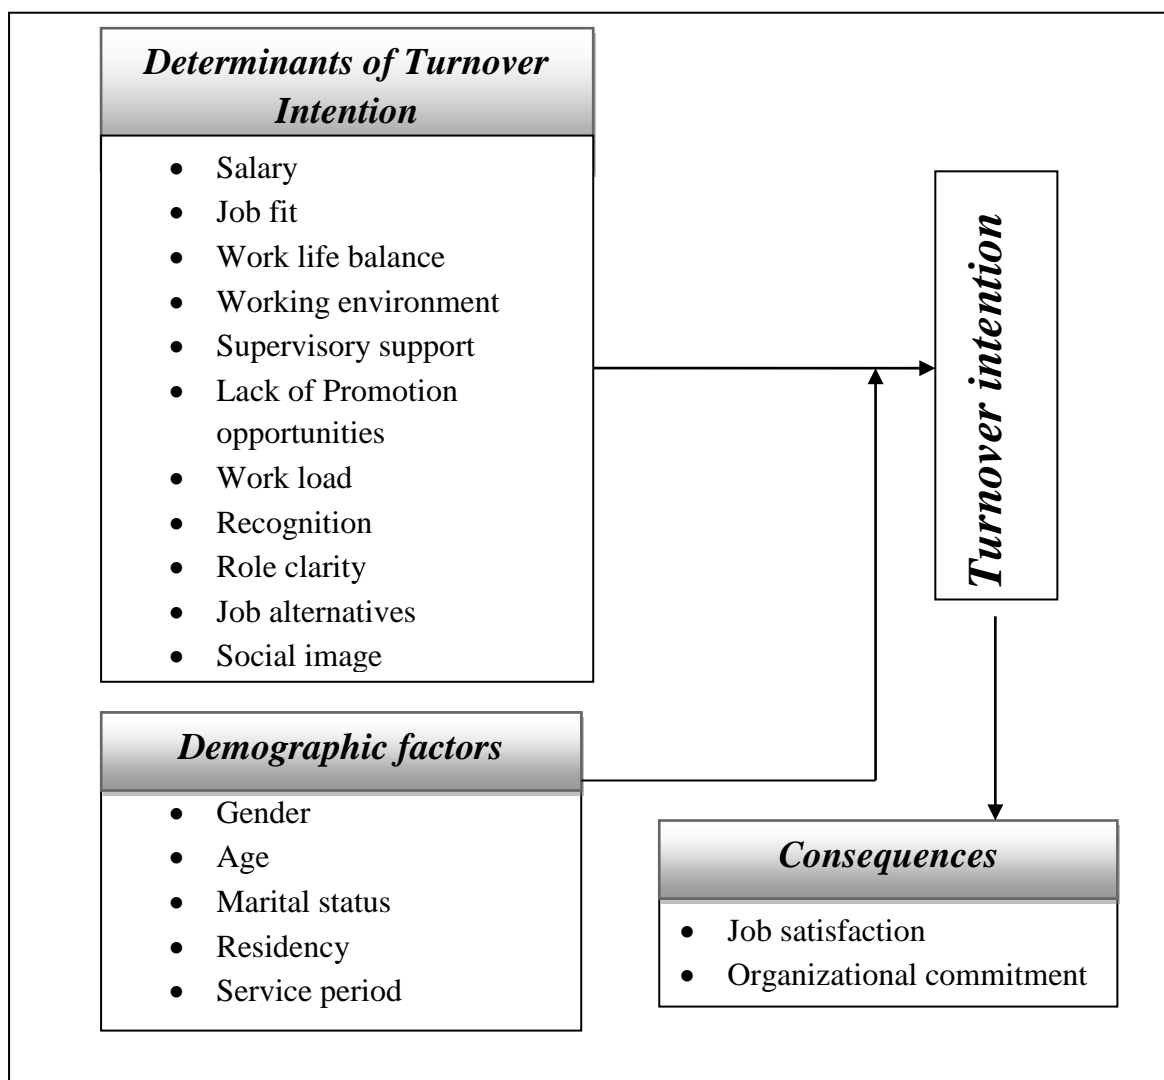 Determinants of Turnover
Intention
• Salary
• Job fit
• Work life balance
• Working environment
• Supervisory support
• Lack of Promotion
opportunities
• Work load
• Recognition
• Role clarity
• Job alternatives
• Social image
Turnover intention
Demographic factors
• Gender
• Age
• Marital status
• Residency
• Service period
Consequences
• Job satisfaction
• Organizational commitment